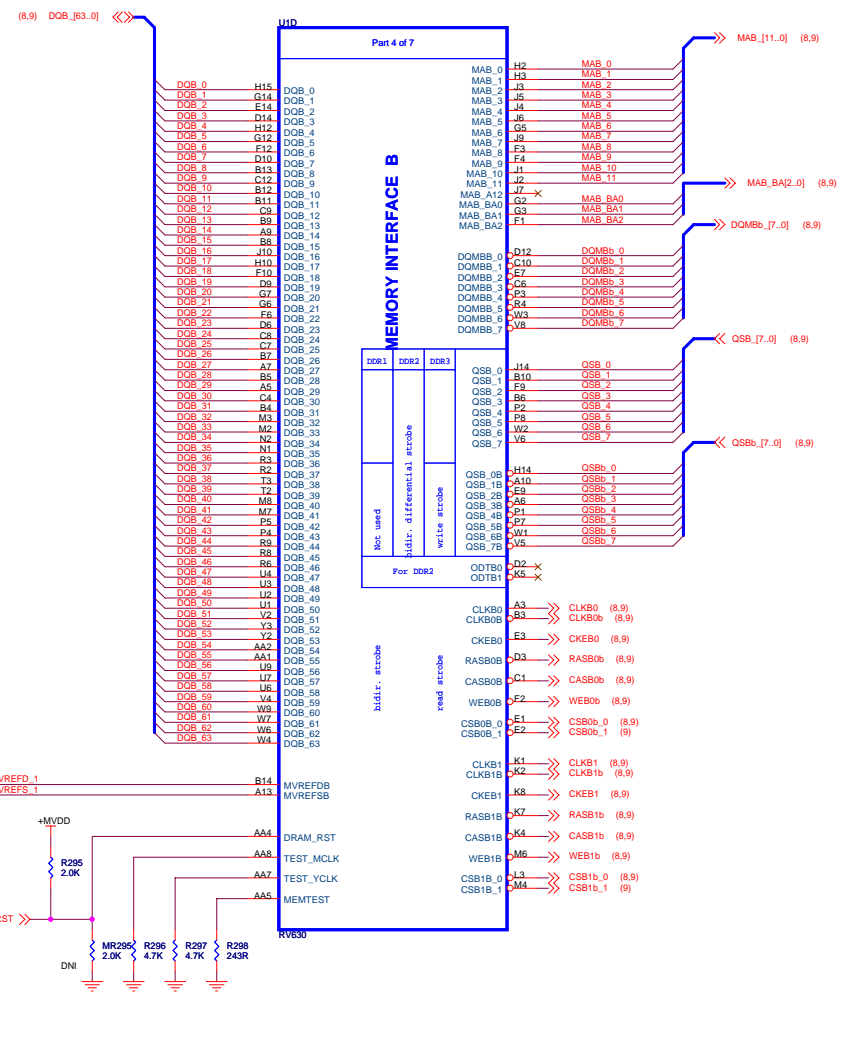 (8,9) DQB_[63..0]
U1D
Part 4 of 7
MAB_[11..0] (8,9)
MAB_0 H2 MAB_0
MAB_1 H3 MAB_1
MAB_2 J3 MAB_2
MAB_3 J5 MAB_3
MAB_4 J4 MAB_4
MAB_5 J6 MAB_5
MAB_6 G5 MAB_6
MAB_7 J9 MAB_7
MAB_8 F3 MAB_8
MAB_9 F4 MAB_9
MAB_10 J1 MAB_10
MAB_11 J2 MAB_11
MAB_A12 J7
MAB_BA0 G2 MAB_BA0
MAB_BA1 G3 MAB_BA1
MAB_BA2 F1 MAB_BA2
MAB_BA[2..0] (8,9)
DQMBb_[7..0] (8,9)
DQB_0 H15 DQB_0
DQB_1 G14 DQB_1
DQB_2 E14 DQB_2
DQB_3 D14 DQB_3
DQB_4 H12 DQB_4
DQB_5 G12 DQB_5
DQB_6 F12 DQB_6
DQB_7 D10 DQB_7
DQB_8 B13 DQB_8
DQB_9 C12 DQB_9
DQB_10 B12 DQB_10
DQB_11 B11 DQB_11
DQB_12 C9 DQB_12
DQB_13 B9 DQB_13
DQB_14 A9 DQB_14
DQB_15 B8 DQB_15
DQB_16 J10 DQB_16
DQB_17 H10 DQB_17
DQB_18 F10 DQB_18
DQB_19 D9 DQB_19
DQB_20 G7 DQB_20
DQB_21 G6 DQB_21
DQB_22 F6 DQB_22
DQB_23 D6 DQB_23
DQB_24 C8 DQB_24
DQB_25 C7 DQB_25
DQB_26 B7 DQB_26
DQB_27 A7 DQB_27
DQB_28 B5 DQB_28
DQB_29 A5 DQB_29
DQB_30 C4 DQB_30
DQB_31 B4 DQB_31
DQB_32 M3 DQB_32
DQB_33 M2 DQB_33
DQB_34 N2 DQB_34
DQB_35 N1 DQB_35
DQB_36 R3 DQB_36
DQB_37 R2 DQB_37
DQB_38 T3 DQB_38
DQB_39 T2 DQB_39
DQB_40 M8 DQB_40
DQB_41 M7 DQB_41
DQB_42 P5 DQB_42
DQB_43 P4 DQB_43
DQB_44 R9 DQB_44
DQB_45 R8 DQB_45
DQB_46 R6 DQB_46
DQB_47 U4 DQB_47
DQB_48 U3 DQB_48
DQB_49 U2 DQB_49
DQB_50 U1 DQB_50
DQB_51 V2 DQB_51
DQB_52 Y3 DQB_52
DQB_53 Y2 DQB_53
DQB_54 AA2 DQB_54
DQB_55 AA1 DQB_55
DQB_56 U9 DQB_56
DQB_57 U7 DQB_57
DQB_58 U6 DQB_58
DQB_59 V4 DQB_59
DQB_60 W9 DQB_60
DQB_61 W7 DQB_61
DQB_62 W6 DQB_62
DQB_63 W4 DQB_63
MEMORY INTERFACE B
DQMBB_0 D12 DQMBb_0
DQMBB_1 C10 DQMBb_1
DQMBB_2 E7 DQMBb_2
DQMBB_3 C6 DQMBb_3
DQMBB_4 P3 DQMBb_4
DQMBB_5 R4 DQMBb_5
DQMBB_6 W3 DQMBb_6
DQMBB_7 V8 DQMBb_7
QSB_[7..0] (8,9)
DDR1 DDR2 DDR3
QSB_0 J14 QSB_0
QSB_1 B10 QSB_1
QSB_2 F9 QSB_2
QSB_3 B6 QSB_3
QSB_4 P2 QSB_4
QSB_5 P8 QSB_5
QSB_6 W2 QSB_6
QSB_7 V6 QSB_7
QSBb_[7..0] (8,9)
QSB_0B H14 QSBb_0
QSB_1B A10 QSBb_1
QSB_2B E9 QSBb_2
QSB_3B A6 QSBb_3
QSB_4B P1 QSBb_4
QSB_5B P7 QSBb_5
QSB_6B W1 QSBb_6
QSB_7B V5 QSBb_7
Not used
bidir. differential strobe
write strobe
For DDR2
bidir. strobe
read strobe
ODTB0 D2
ODTB1 K5
CLKB0 A3 CLKB0 (8,9)
CLKB0B B3 CLKB0b (8,9)
CKEB0 E3 CKEB0 (8,9)
RASB0B D3 RASB0b (8,9)
CASB0B C1 CASB0b (8,9)
WEB0B F2 WEB0b (8,9)
CSB0B_0 E1 CSB0b_0 (8,9)
CSB0B_1 E2 CSB0b_1 (9)
CLKB1 K1 CLKB1 (8,9)
CLKB1B K2 CLKB1b (8,9)
CKEB1 K8 CKEB1 (8,9)
RASB1B K7 RASB1b (8,9)
CASB1B K4 CASB1b (8,9)
WEB1B M6 WEB1b (8,9)
CSB1B_0 L3 CSB1b_0 (8,9)
CSB1B_1 M4 CSB1b_1 (9)
VREFD_1 B14 MVREFDB
VREFS_1 A13 MVREFSB
+MVDD
AA4 DRAM_RST
AA8 TEST_MCLK
AA7 TEST_YCLK
AA5 MEMTEST
R295
2.0K
RST
RV630
MR295 R296 R297 R298
2.0K 4.7K 4.7K 243R
DNI